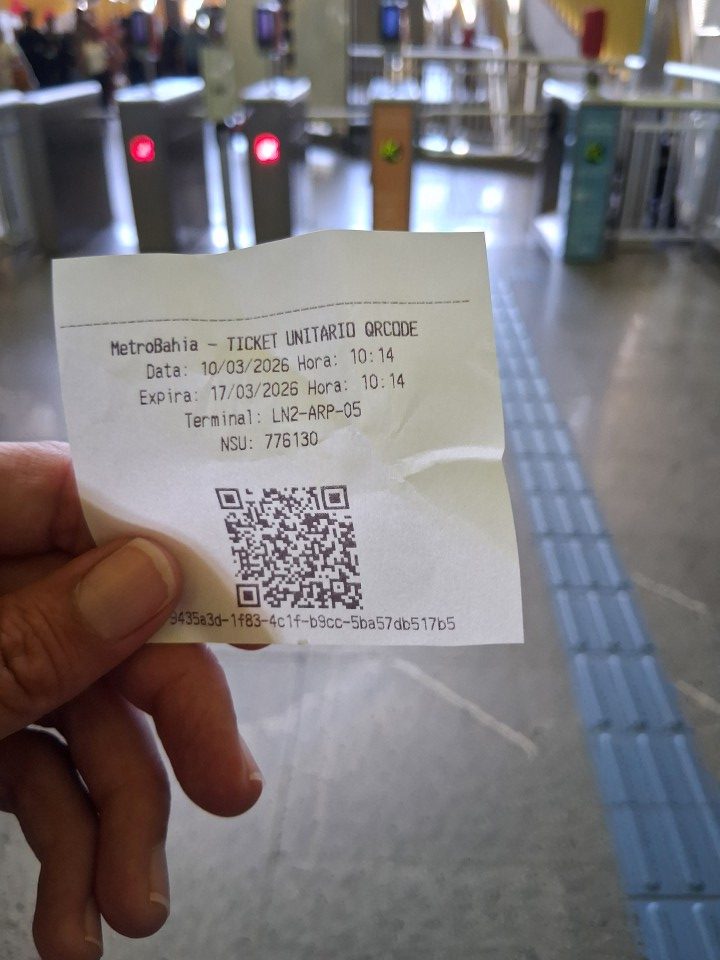 MetroBahia - TICKET UNITARIO QRCODE
Data: 10/03/2026 Hora: 10:14
Expira: 17/03/2026 Hora: 10:14
Terminal: LN2-ARP-05
NSU: 776130
9435a3d-1f83-4c1f-b9cc-5ba57db517b5